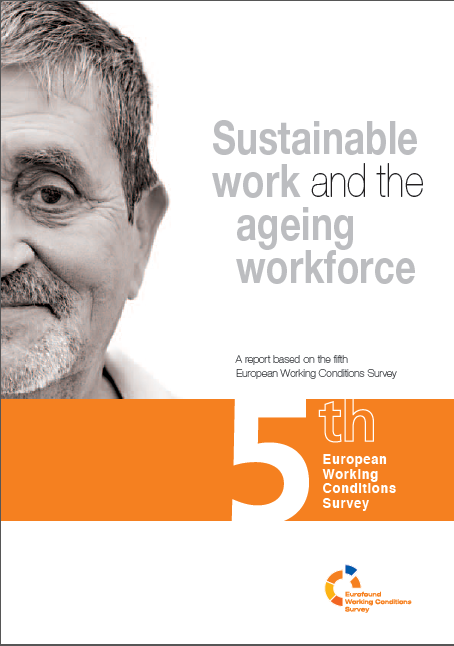 Sustainable
work and the
ageing
workforce
A report based on the fifth
European Working Conditions Survey
5th
European
Working
Conditions
Survey
Eurofound
Working Conditions
Survey